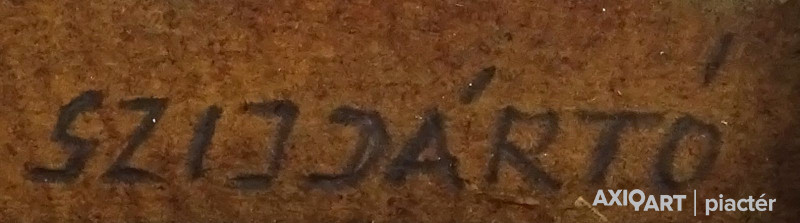 SZIJJÁRTÓ
AXIOART | piactér